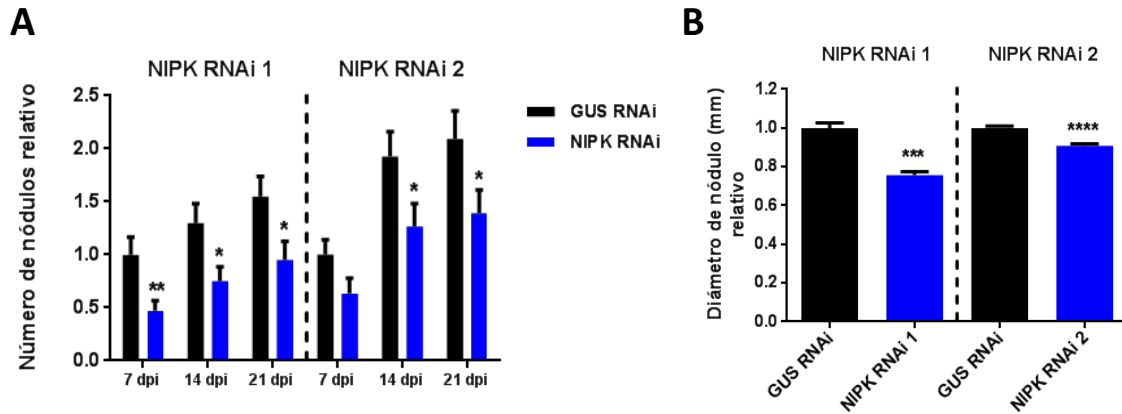 A
NIPK RNAi 1
NIPK RNAi 2
Número de nódulos relativo
2.5
2.0
1.5
1.0
0.5
0.0
**
*
*
*
*
7 dpi
14 dpi
21 dpi
7 dpi
14 dpi
21 dpi
GUS RNAi
NIPK RNAi
B
NIPK RNAi 1
NIPK RNAi 2
Diámetro de nódulo (mm)
relativo
1.2
1.0
0.8
0.6
0.4
0.2
0.0
***
****
GUS RNAi
NIPK RNAi 1
GUS RNAi
NIPK RNAi 2